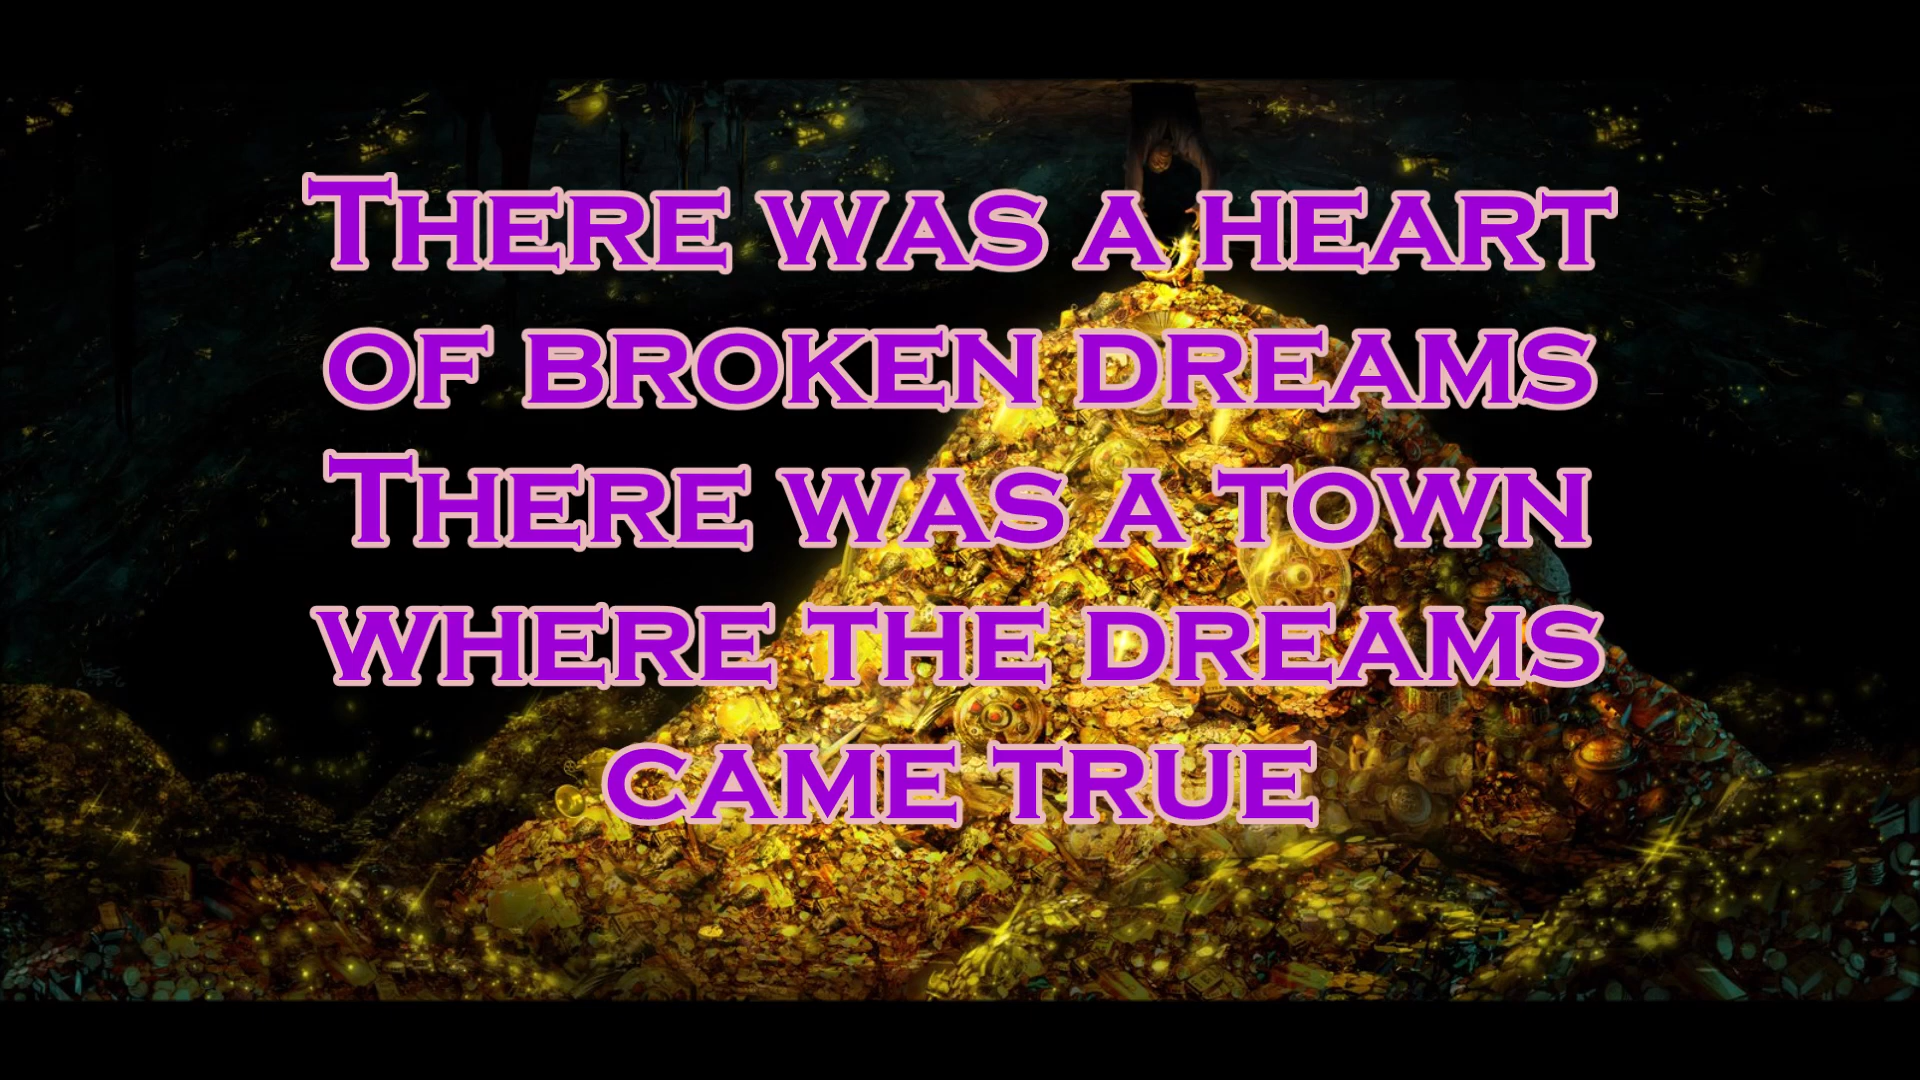 There was a heart
of broken dreams
There was a town
where the dreams
came true